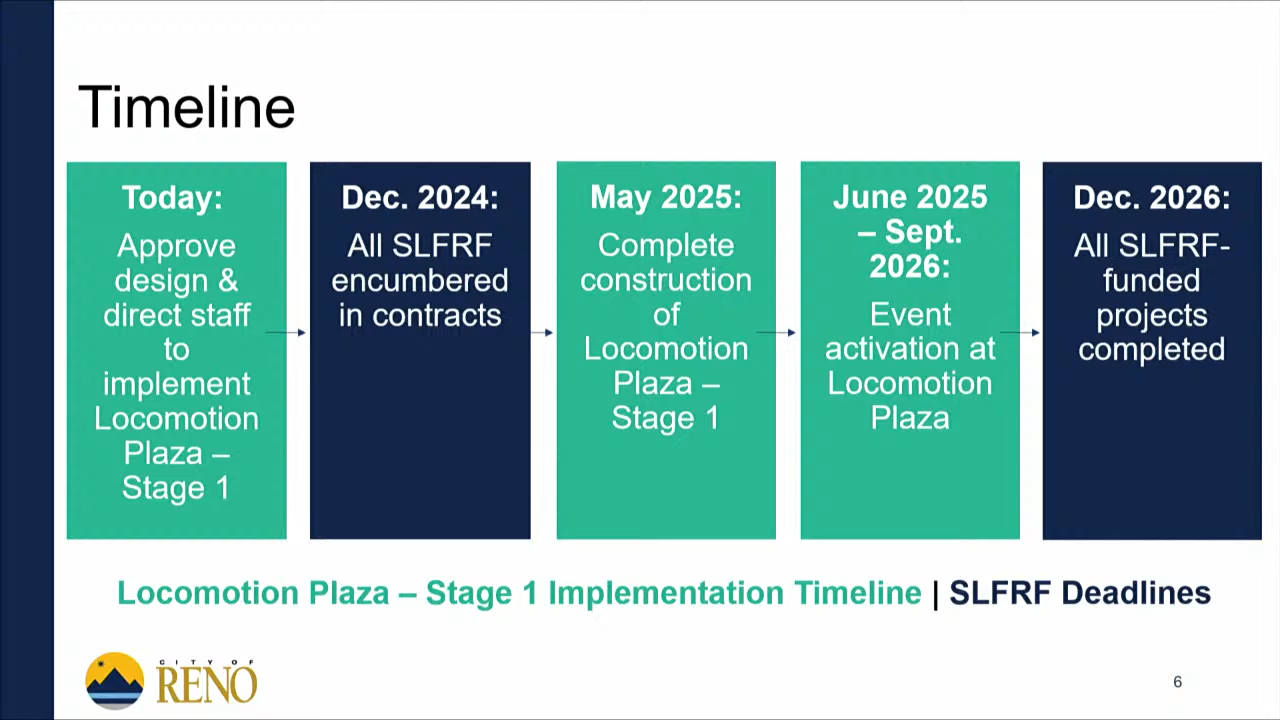 Timeline
Today:
Approve
design &
direct staff
to
implement
Locomotion
Plaza –
Stage 1
Dec. 2024:
All SLFRF
encumbered
in contracts
May 2025:
Complete
construction
of
Locomotion
Plaza –
Stage 1
June 2025
– Sept.
2026:
Event
activation at
Locomotion
Plaza
Dec. 2026:
All SLFRF-
funded
projects
completed
Locomotion Plaza – Stage 1 Implementation Timeline | SLFRF Deadlines
CITY OF
RENO
6